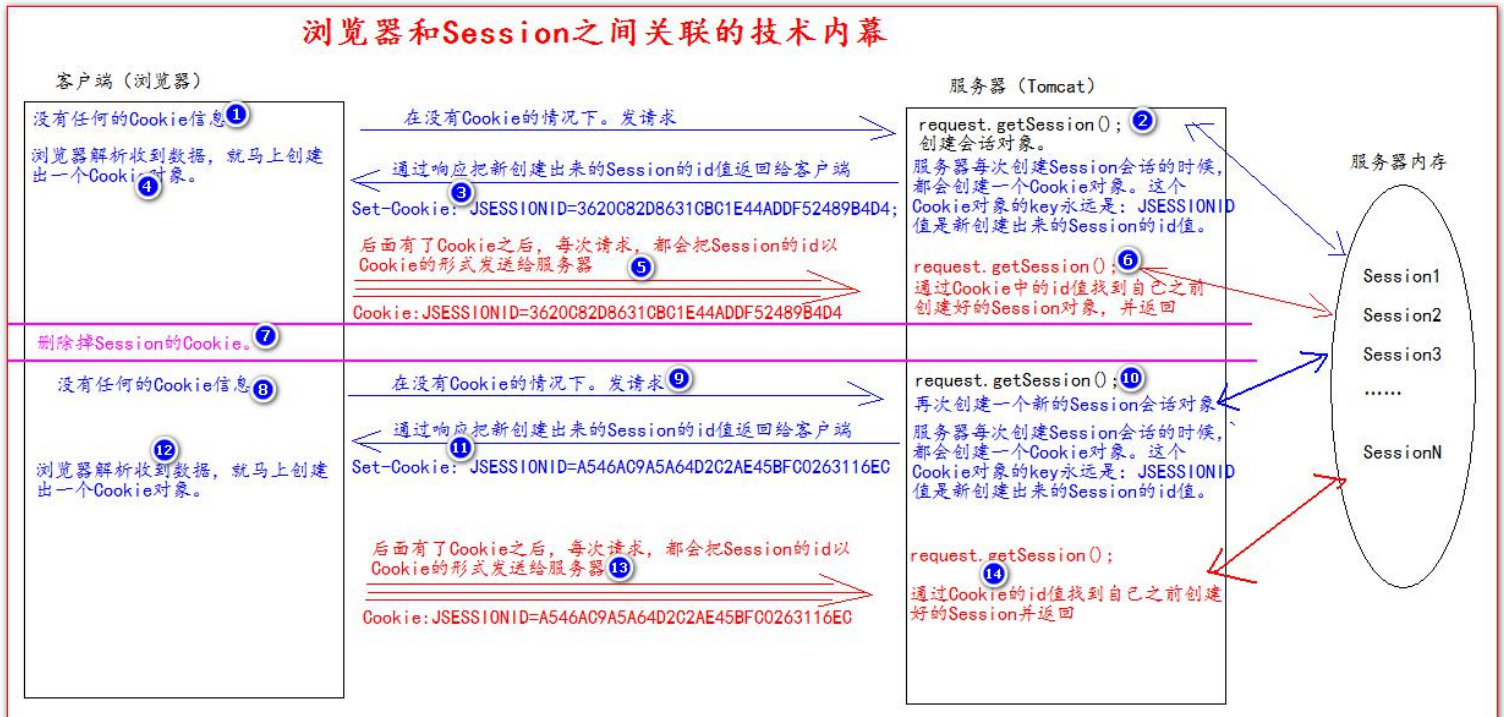 浏览器和Session之间关联的技术内幕
客户端（浏览器）
服务器（Tomcat）
服务器内存
没有任何的Cookie信息 1
浏览器解析收到数据，就马上创建
出一个Cookie对象。
4
在没有Cookie的情况下。发请求
通过响应把新创建出来的Session的id值返回给客户端
3
Set-Cookie: JSESSIONID=3620C82D8631CBC1E44ADDF52489B4D4;
后面有了Cookie之后，每次请求，都会把Session的id以
Cookie的形式发送给服务器 5
Cookie:JSESSIONID=3620C82D8631CBC1E44ADDF52489B4D4
request.getSession(); 2
创建会话对象。
服务器每次创建Session会话的时候，
都会创建一个Cookie对象。这个
Cookie对象的key永远是：JSESSIONID
值是新创建出来的Session的id值。
request.getSession(); 6
通过Cookie中的id值找到自己之前
创建好的Session对象，并返回
Session1
Session2
Session3
……
SessionN
删除掉Session的Cookie。 7
没有任何的Cookie信息 8
12
浏览器解析收到数据，就马上创建
出一个Cookie对象。
在没有Cookie的情况下。发请求 9
通过响应把新创建出来的Session的id值返回给客户端
11
Set-Cookie: JSESSIONID=A546AC9A5A64D2C2AE45BFC0263116EC
后面有了Cookie之后，每次请求，都会把Session的id以
Cookie的形式发送给服务器 13
Cookie:JSESSIONID=A546AC9A5A64D2C2AE45BFC0263116EC
request.getSession(); 10
再次创建一个新的Session会话对象
服务器每次创建Session会话的时候，
都会创建一个Cookie对象。这个
Cookie对象的key永远是：JSESSIONID
值是新创建出来的Session的id值。
request.getSession();
14
通过Cookie的id值找到自己之前创建
好的Session并返回